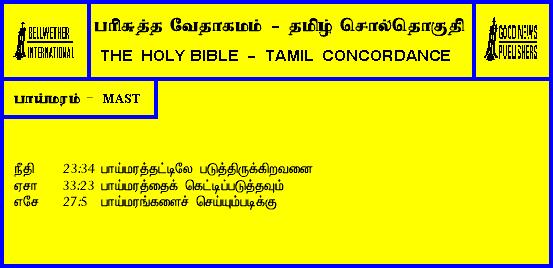 BELLWETHER
INTERNATIONAL
பரிசுத்த வேதாகமம் - தமிழ் சொல்தொகுதி
THE HOLY BIBLE - TAMIL CONCORDANCE
GOOD NEWS
PUBLISHERS
பாய்மரம் - MAST
நீதி 23:34 பாய்மரத்தட்டிலே படுத்திருக்கிறவனை
ஏசா 33:23 பாய்மரத்தைக் கெட்டிப்படுத்தவும்
எசே 27:5 பாய்மரங்களைச் செய்யும்படிக்கு